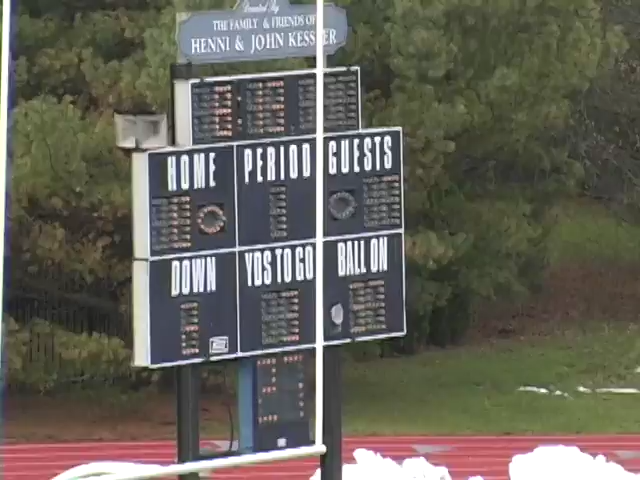 Donated By
THE FAMILY & FRIENDS OF
HENNI & JOHN KESSLER
HOME PERIOD GUESTS
DOWN YDS TO GO BALL ON